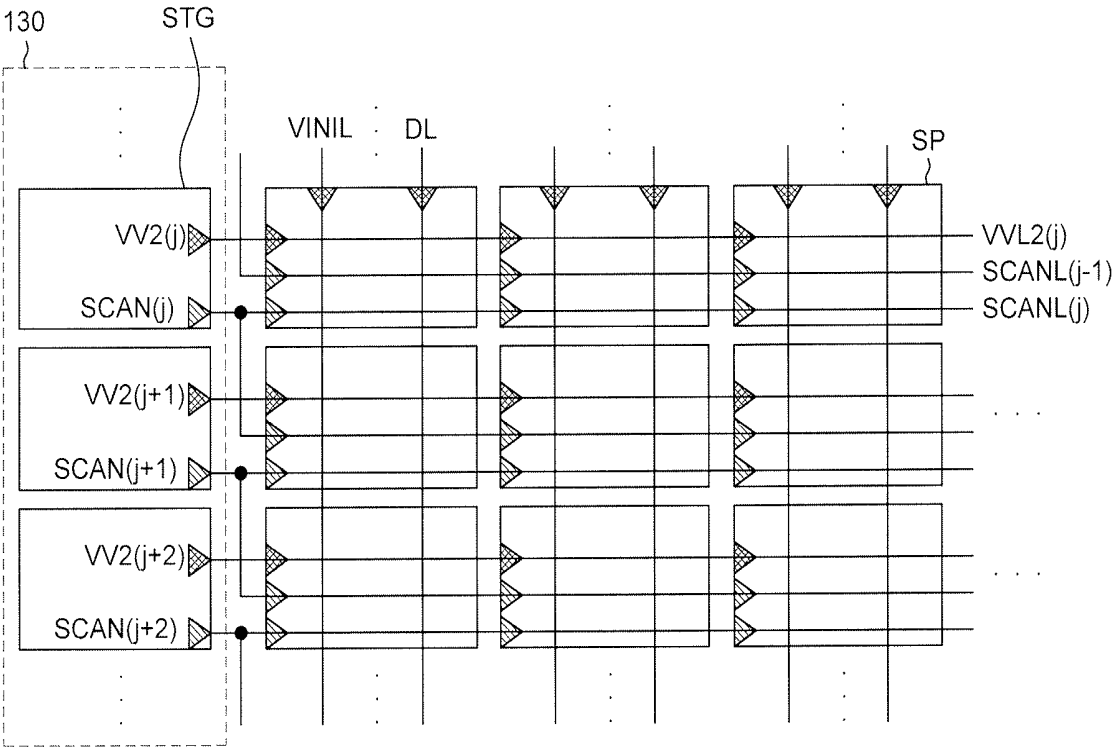 130
STG
VINIL
DL
SP
VV2(j)
VVL2(j)
SCANL(j-1)
SCAN(j)
SCANL(j)
VV2(j+1)
. . .
SCAN(j+1)
VV2(j+2)
. . .
SCAN(j+2)